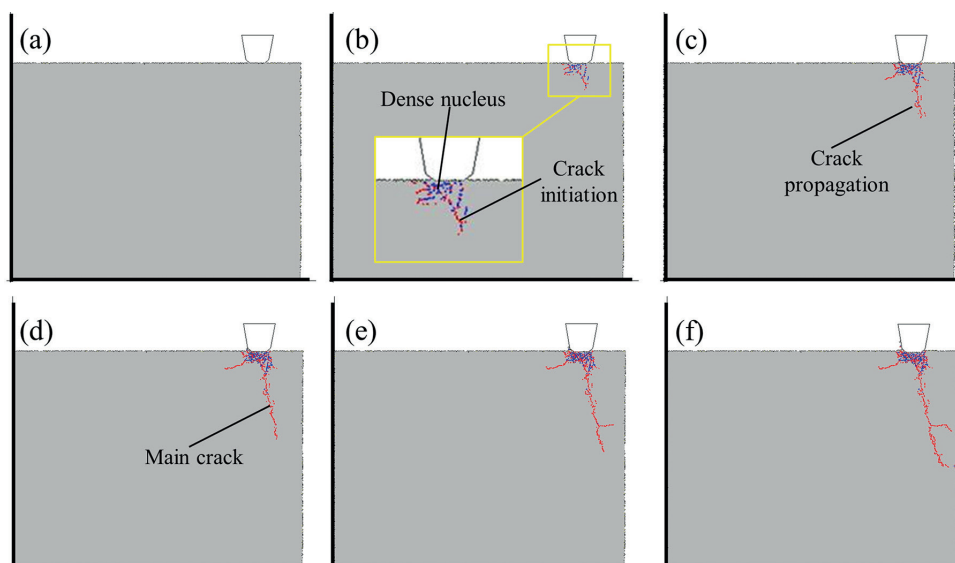 (a)
(b)
Dense nucleus
Crack
initiation
(c)
Crack
propagation
(d)
Main crack
(e)
(f)